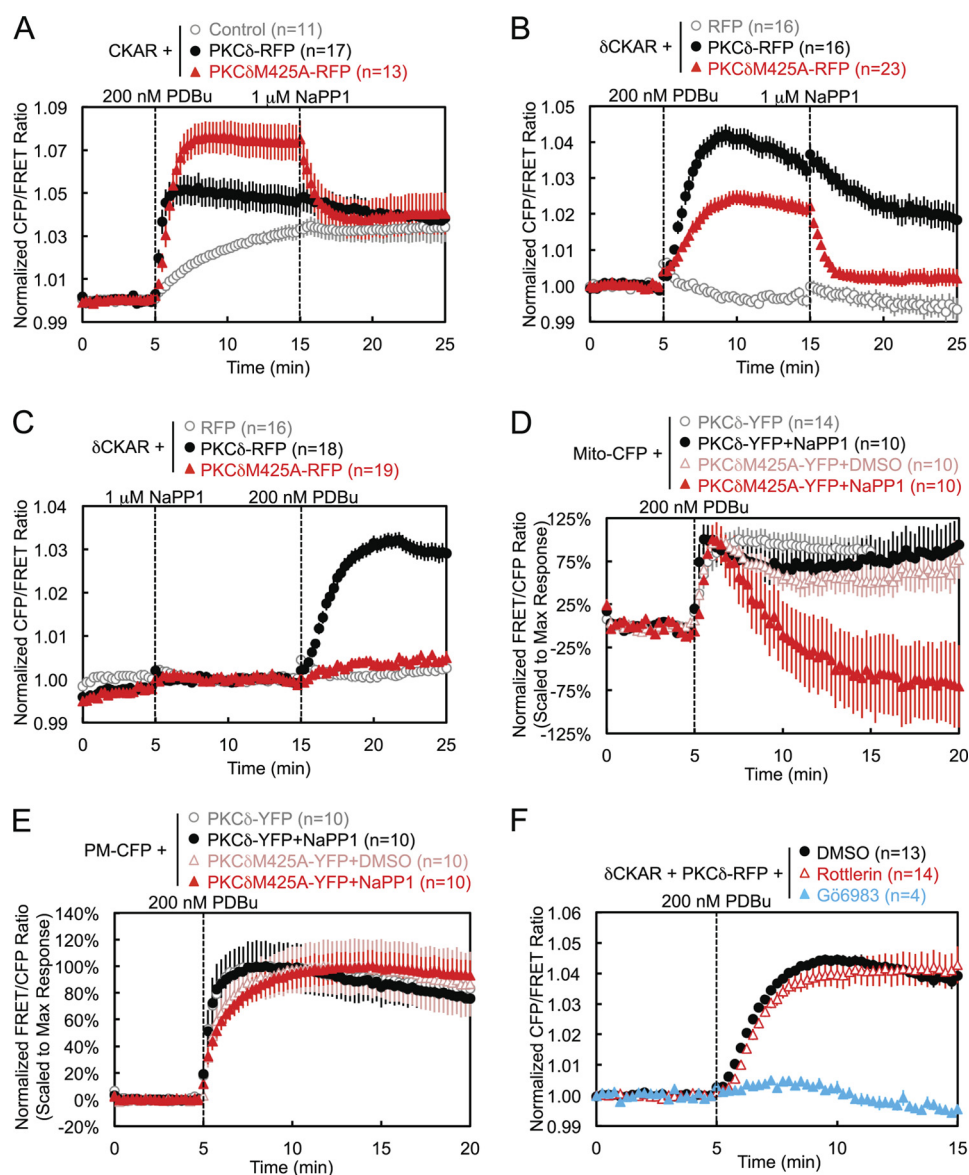 A
CKAR +
Control (n=11)
PKCδ-RFP (n=17)
PKCδM425A-RFP (n=13)
200 nM PDBu
1 μM NaPP1
Normalized CFP/FRET Ratio
1.09
1.07
1.05
1.03
1.01
0.99
0
5
10
15
20
25
Time (min)
B
δCKAR +
RFP (n=16)
PKCδ-RFP (n=16)
PKCδM425A-RFP (n=23)
200 nM PDBu
1 μM NaPP1
Normalized CFP/FRET Ratio
1.05
1.04
1.03
1.02
1.01
1.00
0.99
0
5
10
15
20
25
Time (min)
C
δCKAR +
RFP (n=16)
PKCδ-RFP (n=18)
PKCδM425A-RFP (n=19)
1 μM NaPP1
200 nM PDBu
Normalized CFP/FRET Ratio
1.04
1.03
1.02
1.01
1.00
0.99
0
5
10
15
20
25
Time (min)
D
Mito-CFP +
PKCδ-YFP (n=14)
PKCδ-YFP+NaPP1 (n=10)
PKCδM425A-YFP+DMSO (n=10)
PKCδM425A-YFP+NaPP1 (n=10)
200 nM PDBu
Normalized FRET/CFP Ratio
(Scaled to Max Response)
125%
75%
25%
-25%
-75%
-125%
0
5
10
15
20
Time (min)
E
PM-CFP +
PKCδ-YFP (n=10)
PKCδ-YFP+NaPP1 (n=10)
PKCδM425A-YFP+DMSO (n=10)
PKCδM425A-YFP+NaPP1 (n=10)
200 nM PDBu
Normalized FRET/CFP Ratio
(Scaled to Max Response)
140%
120%
100%
80%
60%
40%
20%
0%
-20%
0
5
10
15
20
Time (min)
F
δCKAR + PKCδ-RFP +
DMSO (n=13)
Rottlerin (n=14)
Gö6983 (n=4)
200 nM PDBu
Normalized CFP/FRET Ratio
1.06
1.05
1.04
1.03
1.02
1.01
1.00
0.99
0
5
10
15
Time (min)